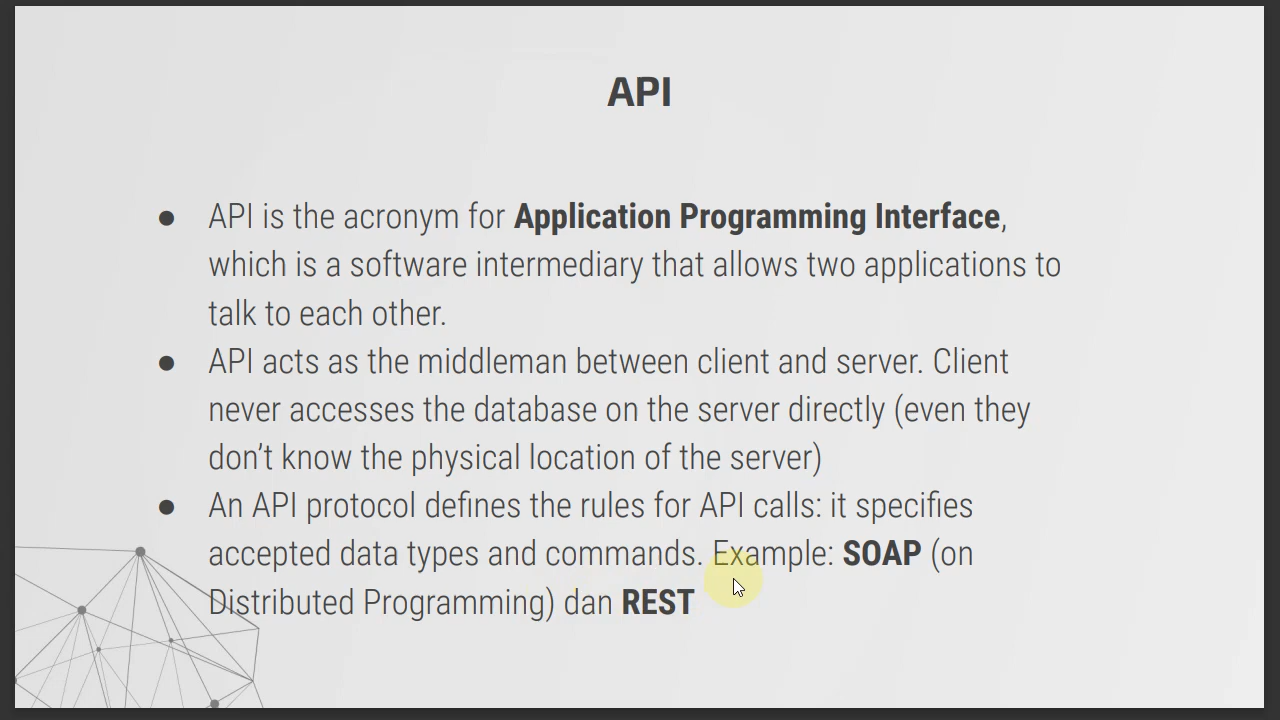 API
● API is the acronym for Application Programming Interface,
which is a software intermediary that allows two applications to
talk to each other.
● API acts as the middleman between client and server. Client
never accesses the database on the server directly (even they
don’t know the physical location of the server)
● An API protocol defines the rules for API calls: it specifies
accepted data types and commands. Example: SOAP (on
Distributed Programming) dan REST